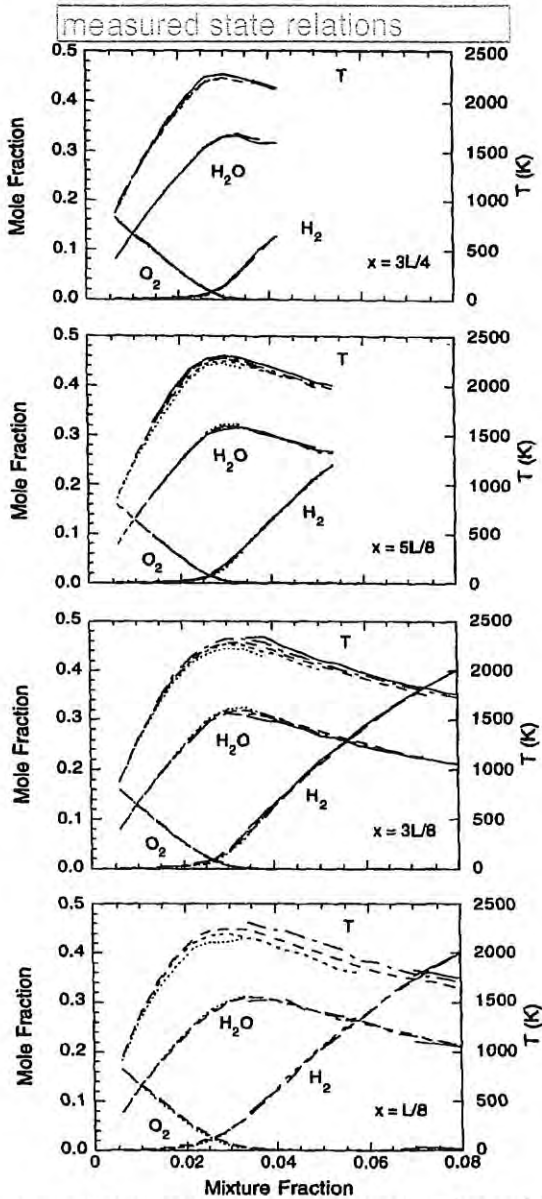 measured state relations
0.5
0.4
0.3
0.2
0.1
0.0
Mole Fraction
2500
2000
1500
1000
500
0
T (K)
T
H2O
H2
O2
x = 3L/4
0.5
0.4
0.3
0.2
0.1
0.0
Mole Fraction
2500
2000
1500
1000
500
0
T (K)
T
H2O
H2
O2
x = 5L/8
0.5
0.4
0.3
0.2
0.1
0.0
Mole Fraction
2500
2000
1500
1000
500
0
T (K)
T
H2O
H2
O2
x = 3L/8
0.5
0.4
0.3
0.2
0.1
0.0
Mole Fraction
2500
2000
1500
1000
500
0
T (K)
T
H2O
H2
O2
x = L/8
0 0.02 0.04 0.06 0.08
Mixture Fraction